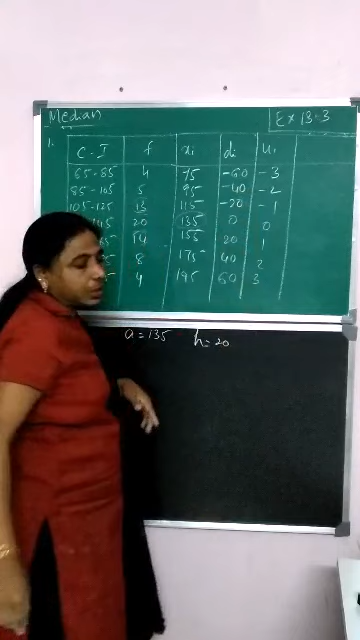 Median
Ex 13.3
1.
C-I f xi di ui
65-85 4 75 -60 -3
85-105 5 95 -40 -2
105-125 13 115 -20 -1
20 135 0 0
14 155 20 1
8 175 40 2
4 195 60 3
a = 135 h = 20